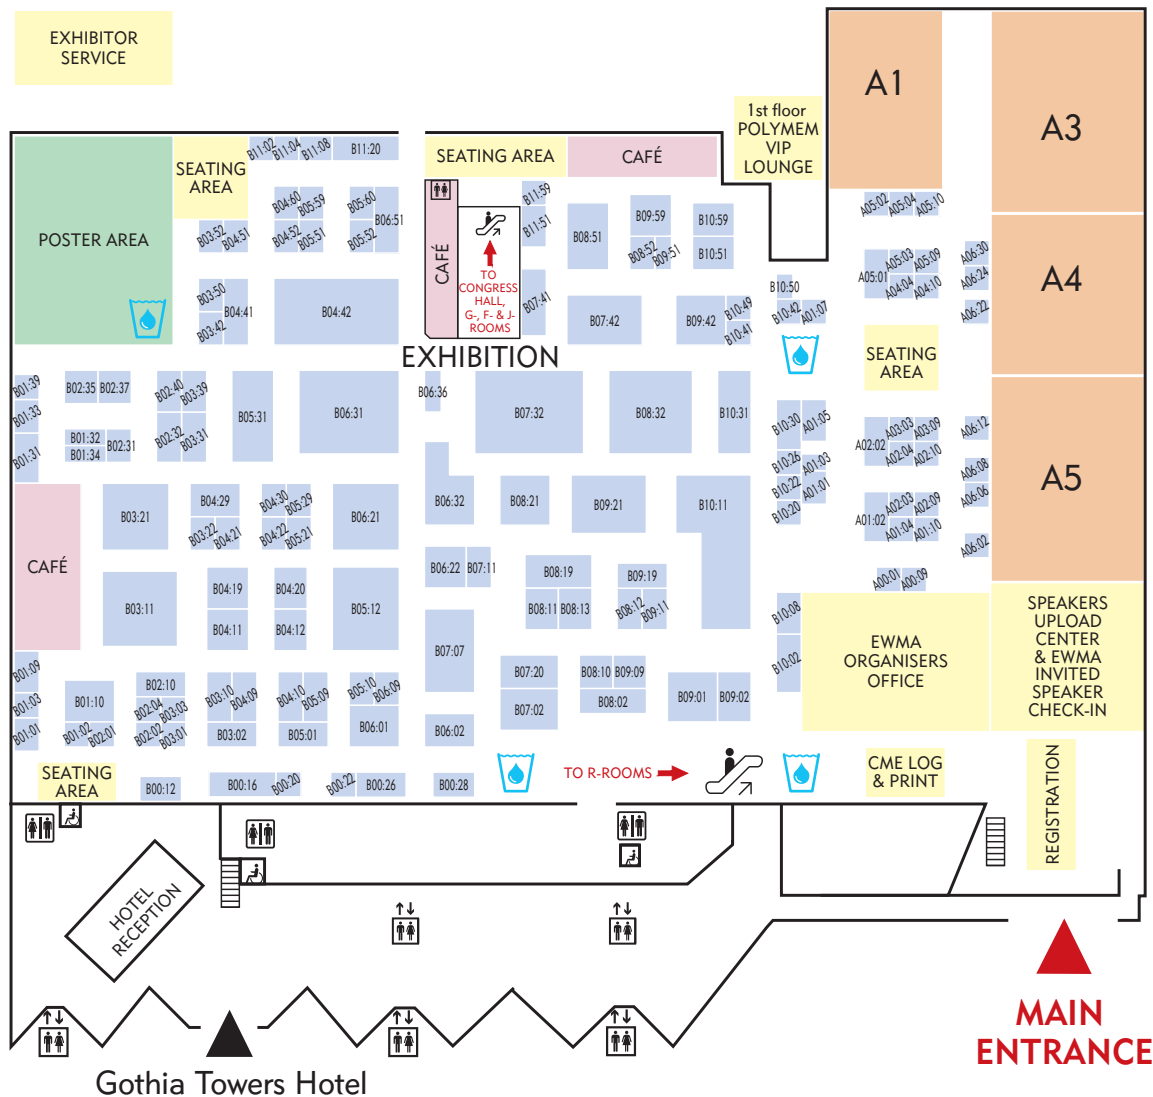 EXHIBITOR
SERVICE
A1
A3
1st floor
POLYMEM
VIP
LOUNGE
POSTER AREA
SEATING
AREA
B11:02
B11:04
B11:08
B11:20
SEATING AREA
CAFÉ
B04:60
B05:59
B05:60
B06:51
B03:52
B04:51
B04:52
B05:51
B05:52
CAFÉ
TO
CONGRESS
HALL,
G-, F- & J-
ROOMS
B11:59
B11:51
B08:51
B09:59
B08:52
B09:51
B10:59
B10:51
A05:02
A05:04
A05:10
A05:01
A05:03
A05:09
A04:04
A04:10
A06:30
A06:24
A06:22
A4
B03:50
B03:42
B04:41
B04:42
B07:41
B07:42
B09:42
B10:49
B10:41
B10:50
B10:42
A01:07
EXHIBITION
SEATING
AREA
B01:39
B01:33
B01:31
B02:35
B02:37
B01:32
B01:34
B02:31
B02:40
B03:39
B02:32
B03:31
B05:31
B06:31
B06:36
B07:32
B08:32
B10:31
B10:30
A01:05
B10:26
A01:03
B10:22
A01:01
B10:20
A02:02
A03:03
A03:09
A02:04
A02:10
A06:12
A06:08
A06:06
A06:02
A5
A01:02
A02:03
A02:09
A01:04
A01:10
A00:01
A00:09
CAFÉ
B03:21
B04:29
B03:22
B04:21
B04:30
B05:29
B04:22
B05:21
B06:21
B06:32
B08:21
B09:21
B10:11
B03:11
B04:19
B04:11
B04:20
B04:12
B05:12
B06:22
B07:11
B08:19
B08:11
B08:13
B09:19
B08:12
B09:11
B07:07
B10:08
B10:02
EWMA
ORGANISERS
OFFICE
SPEAKERS
UPLOAD
CENTER
& EWMA
INVITED
SPEAKER
CHECK-IN
B01:09
B01:03
B01:01
B01:10
B01:02
B02:01
B02:10
B02:04
B03:03
B02:02
B03:01
B03:10
B04:09
B03:02
B04:10
B05:09
B05:01
B05:10
B06:09
B06:01
B06:02
B07:20
B07:02
B08:10
B09:09
B08:02
B09:01
B09:02
SEATING
AREA
B00:12
B00:16
B00:20
B00:22
B00:26
B00:28
TO R-ROOMS
CME LOG
& PRINT
REGISTRATION
HOTEL
RECEPTION
MAIN
ENTRANCE
Gothia Towers Hotel